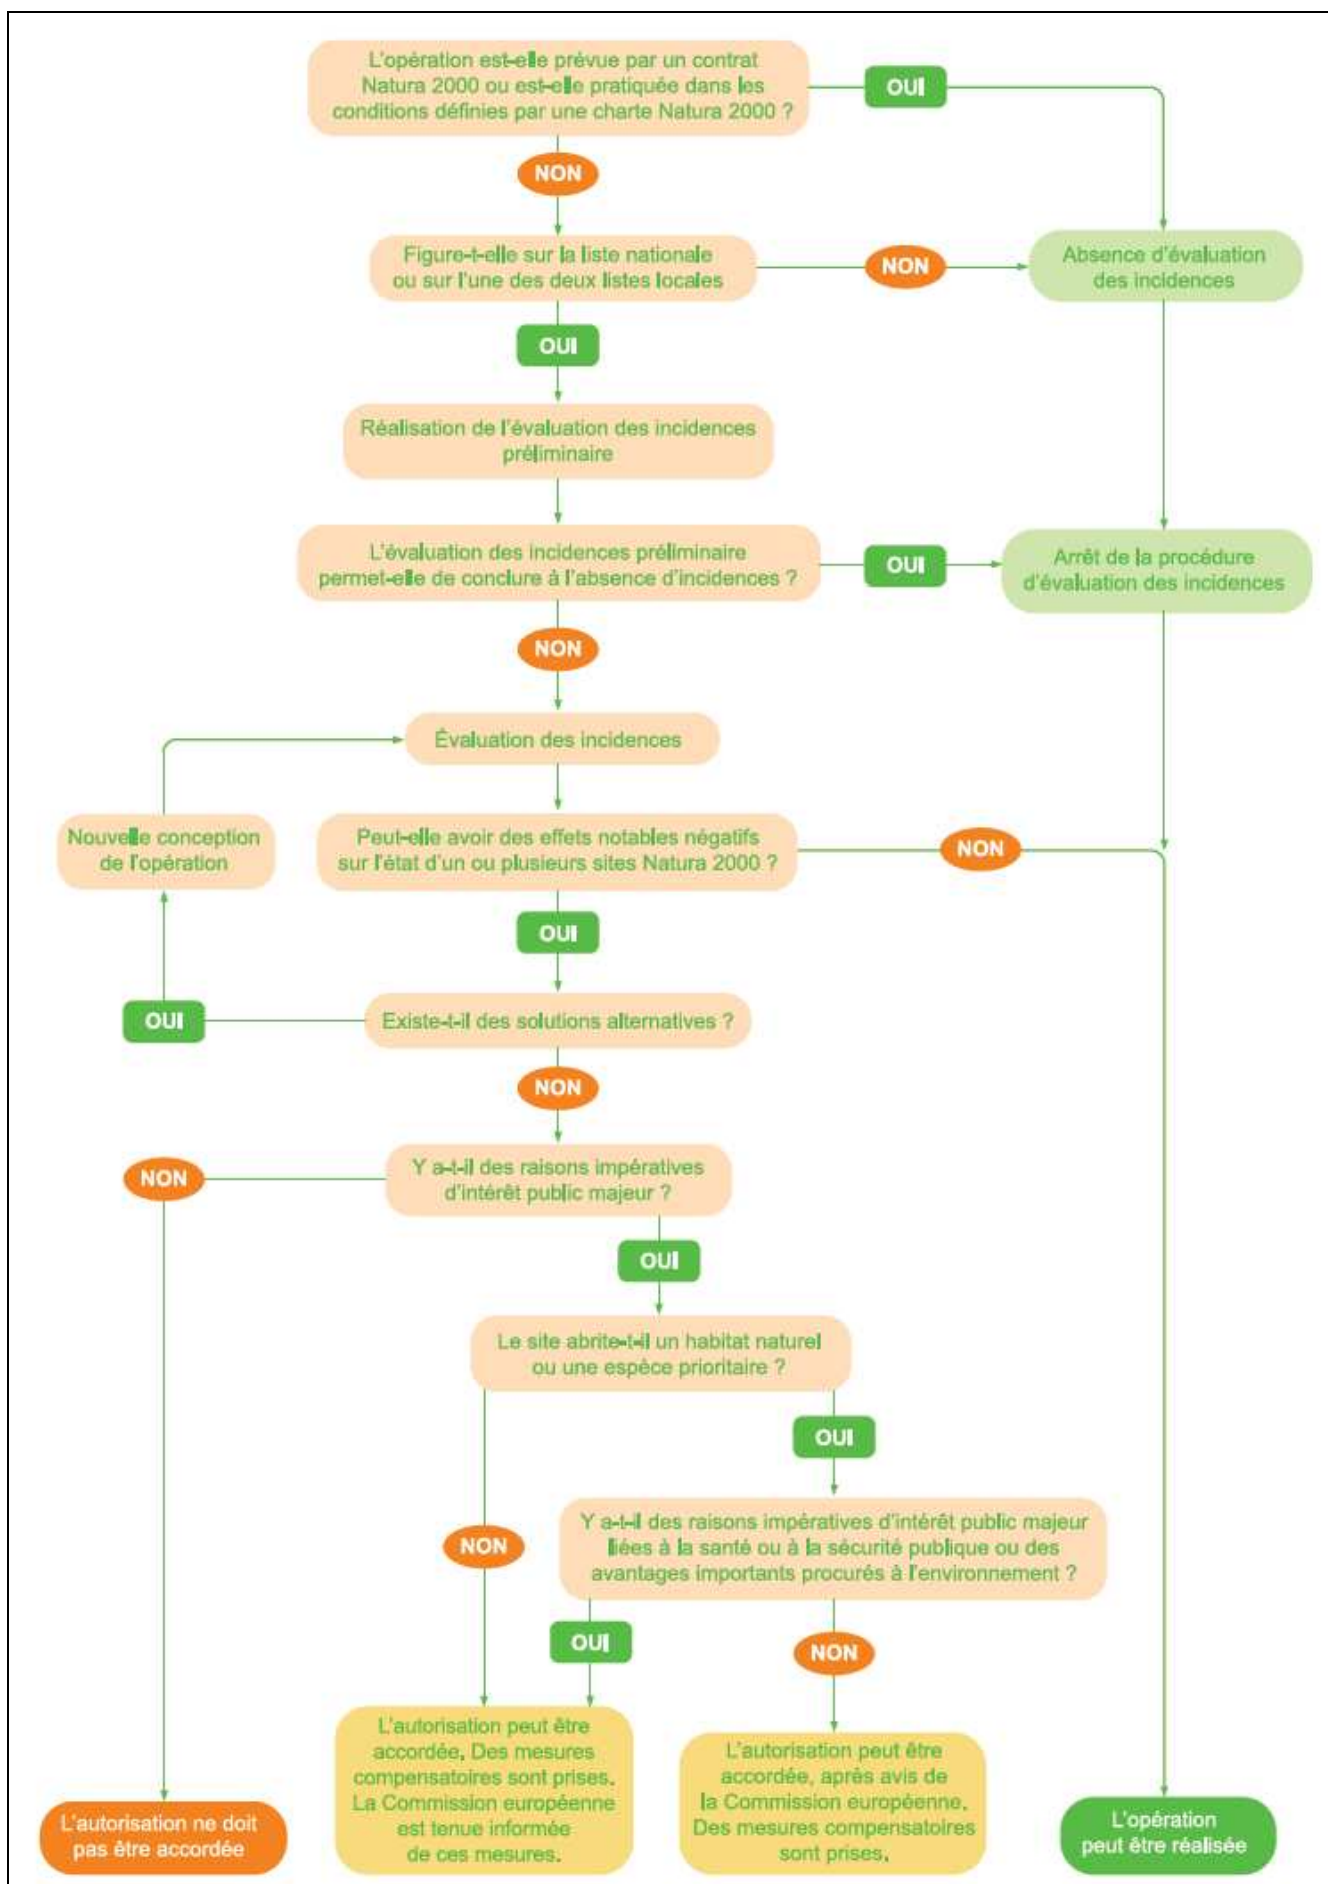 L'opération est-elle prévue par un contrat
Natura 2000 ou est-elle pratiquée dans les
conditions définies par une charte Natura 2000 ?
OUI
NON
Figure-t-elle sur la liste nationale
ou sur l'une des deux listes locales
NON
Absence d'évaluation
des incidences
OUI
Réalisation de l'évaluation des incidences
préliminaire
L'évaluation des incidences préliminaire
permet-elle de conclure à l'absence d'incidences ?
OUI
Arrêt de la procédure
d'évaluation des incidences
NON
Évaluation des incidences
Nouvelle conception
de l'opération
Peut-elle avoir des effets notables négatifs
sur l'état d'un ou plusieurs sites Natura 2000 ?
NON
OUI
OUI
Existe-t-il des solutions alternatives ?
NON
Y a-t-il des raisons impératives
d'intérêt public majeur ?
NON
OUI
Le site abrite-t-il un habitat naturel
ou une espèce prioritaire ?
OUI
Y a-t-il des raisons impératives d'intérêt public majeur
liées à la santé ou à la sécurité publique ou des
avantages importants procurés à l'environnement ?
NON
OUI
NON
L'autorisation peut être
accordée. Des mesures
compensatoires sont prises.
La Commission européenne
est tenue informée
de ces mesures.
L'autorisation peut être
accordée, après avis de
la Commission européenne.
Des mesures compensatoires
sont prises.
L'autorisation ne doit
pas être accordée
L'opération
peut être réalisée